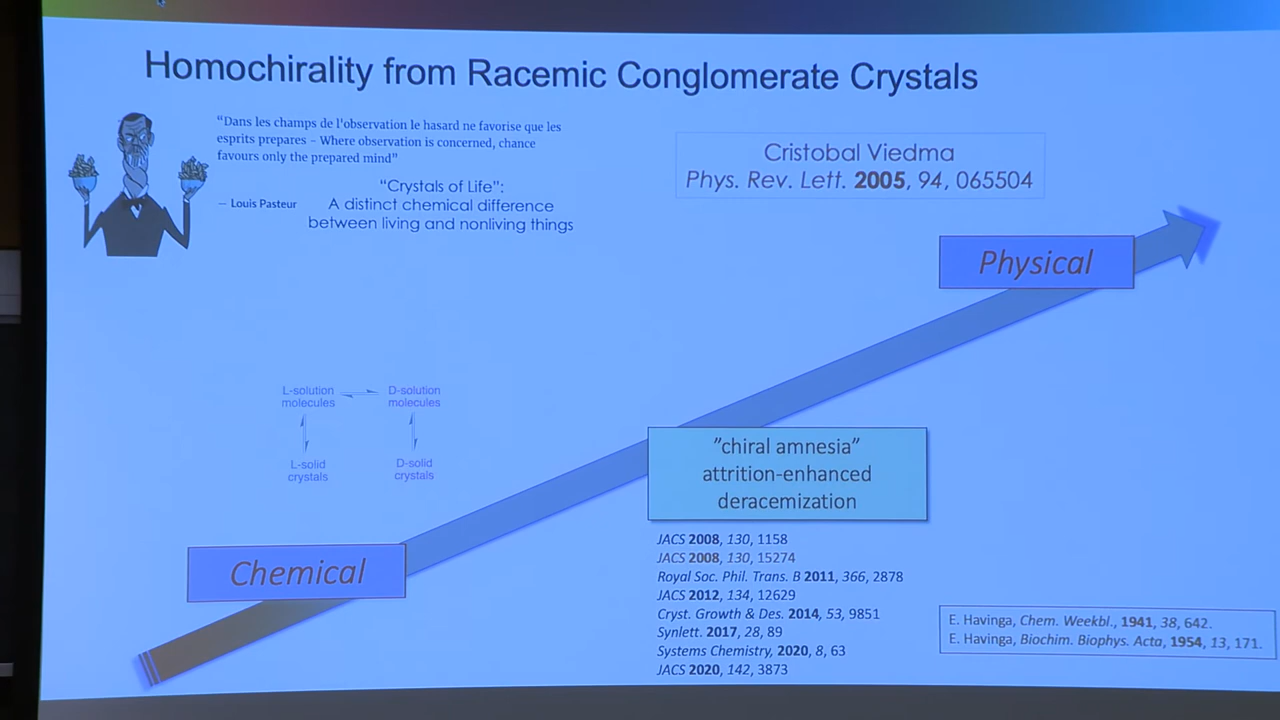 Homochirality from Racemic Conglomerate Crystals
“Dans les champs de l'observation le hasard ne favorise que les
esprits prepares – Where observation is concerned, chance
favours only the prepared mind”
– Louis Pasteur
“Crystals of Life”:
A distinct chemical difference
between living and nonliving things
Cristobal Viedma
Phys. Rev. Lett. 2005, 94, 065504
Physical
L-solution
molecules
D-solution
molecules
L-solid
crystals
D-solid
crystals
”chiral amnesia”
attrition-enhanced
deracemization
Chemical
JACS 2008, 130, 1158
JACS 2008, 130, 15274
Royal Soc. Phil. Trans. B 2011, 366, 2878
JACS 2012, 134, 12629
Cryst. Growth & Des. 2014, 53, 9851
Synlett. 2017, 28, 89
Systems Chemistry, 2020, 8, 63
JACS 2020, 142, 3873
E. Havinga, Chem. Weekbl., 1941, 38, 642.
E. Havinga, Biochim. Biophys. Acta, 1954, 13, 171.